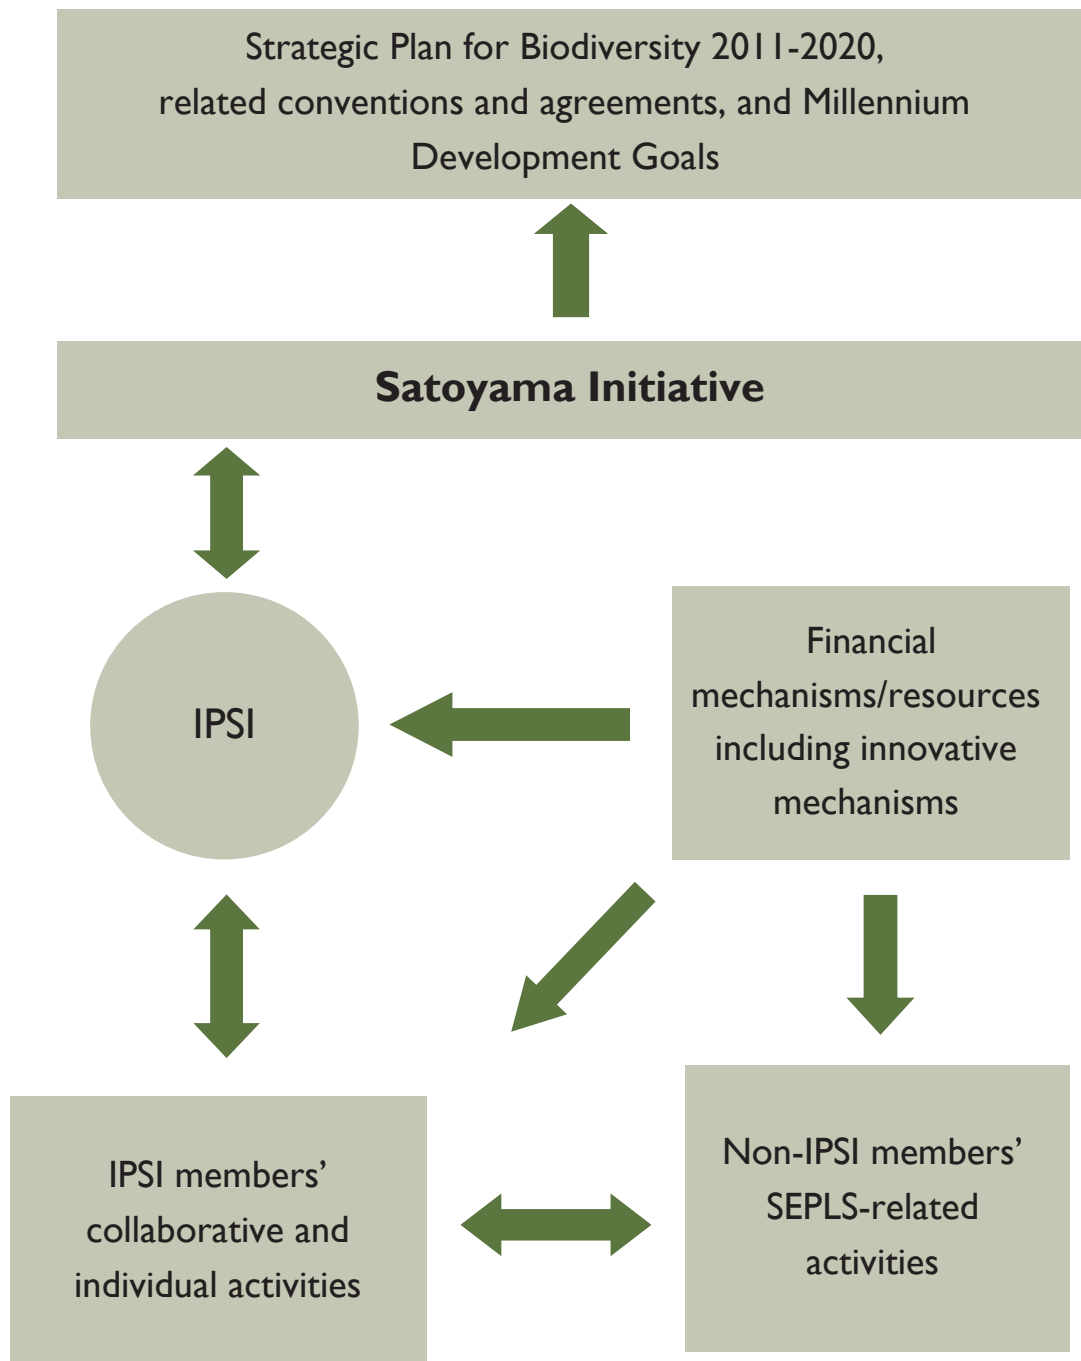 Strategic Plan for Biodiversity 2011-2020,
related conventions and agreements, and Millennium
Development Goals
Satoyama Initiative
IPSI
Financial
mechanisms/resources
including innovative
mechanisms
IPSI members’
collaborative and
individual activities
Non-IPSI members’
SEPLS-related
activities